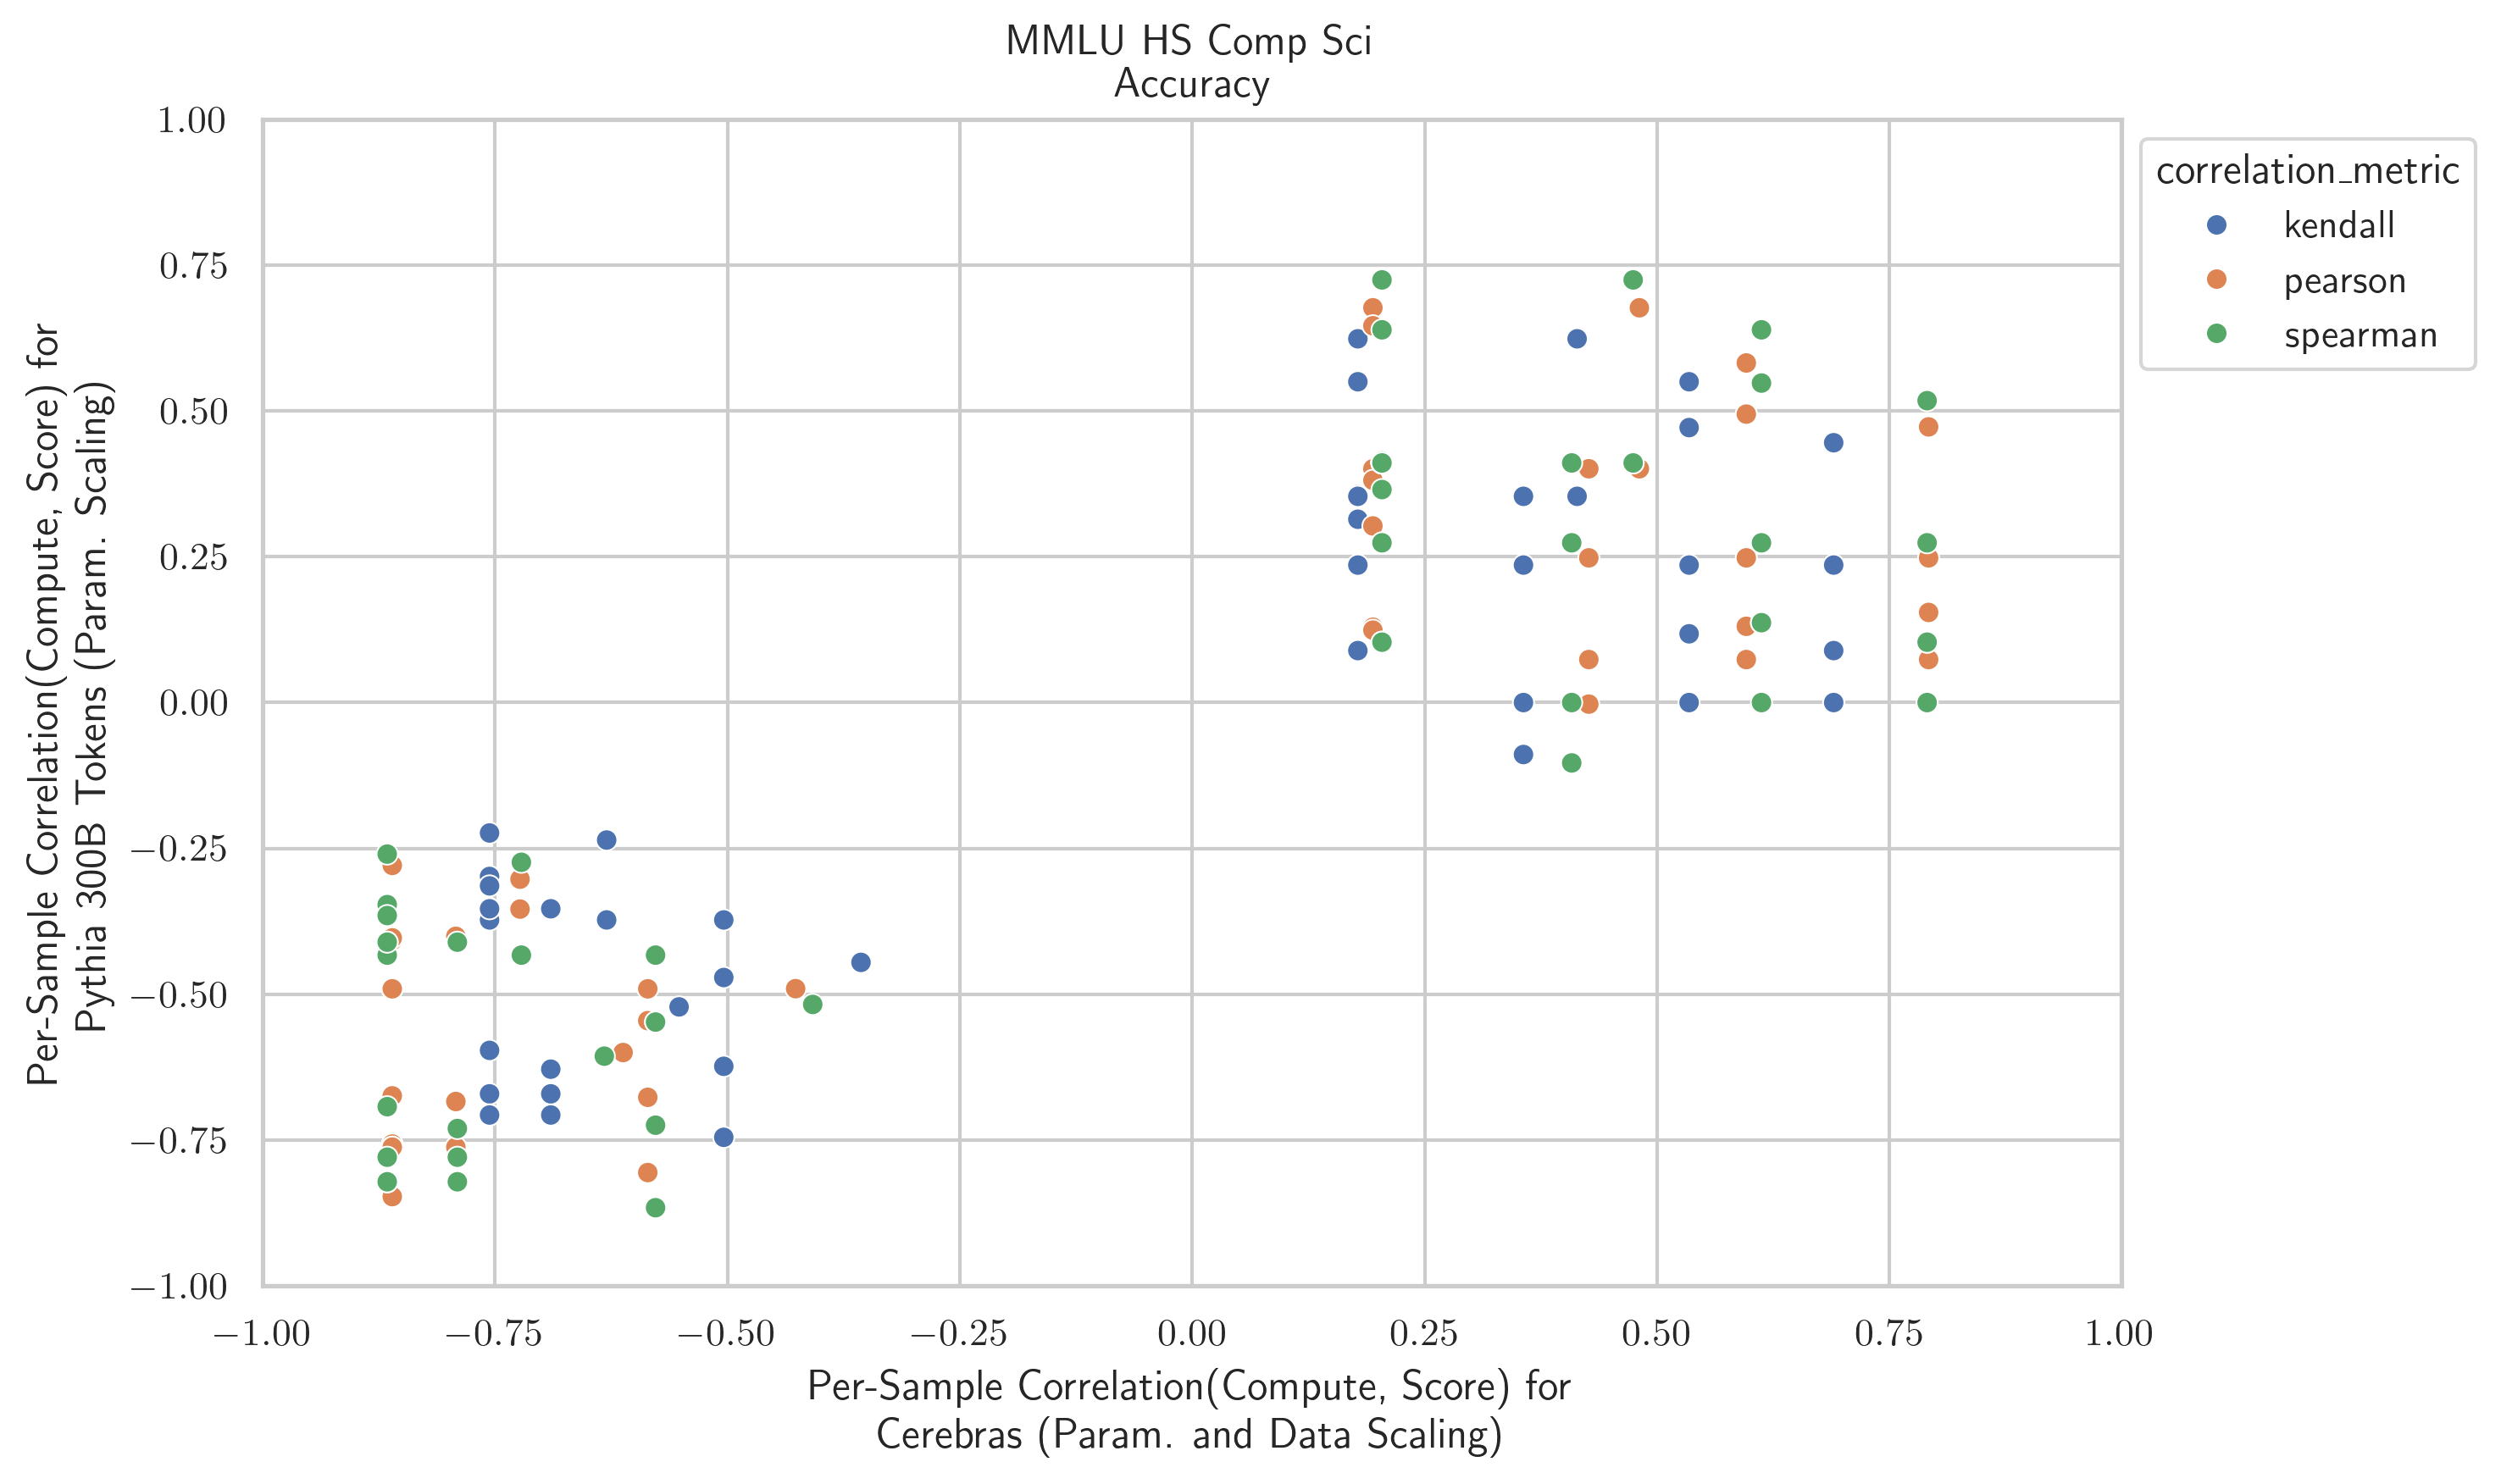 MMLU HS Comp Sci
Accuracy
Per-Sample Correlation(Compute, Score) for
Pythia 300B Tokens (Param. Scaling)
1.00
0.75
0.50
0.25
0.00
−0.25
−0.50
−0.75
−1.00
−1.00 −0.75 −0.50 −0.25 0.00 0.25 0.50 0.75 1.00
Per-Sample Correlation(Compute, Score) for
Cerebras (Param. and Data Scaling)
correlation_metric
kendall
pearson
spearman